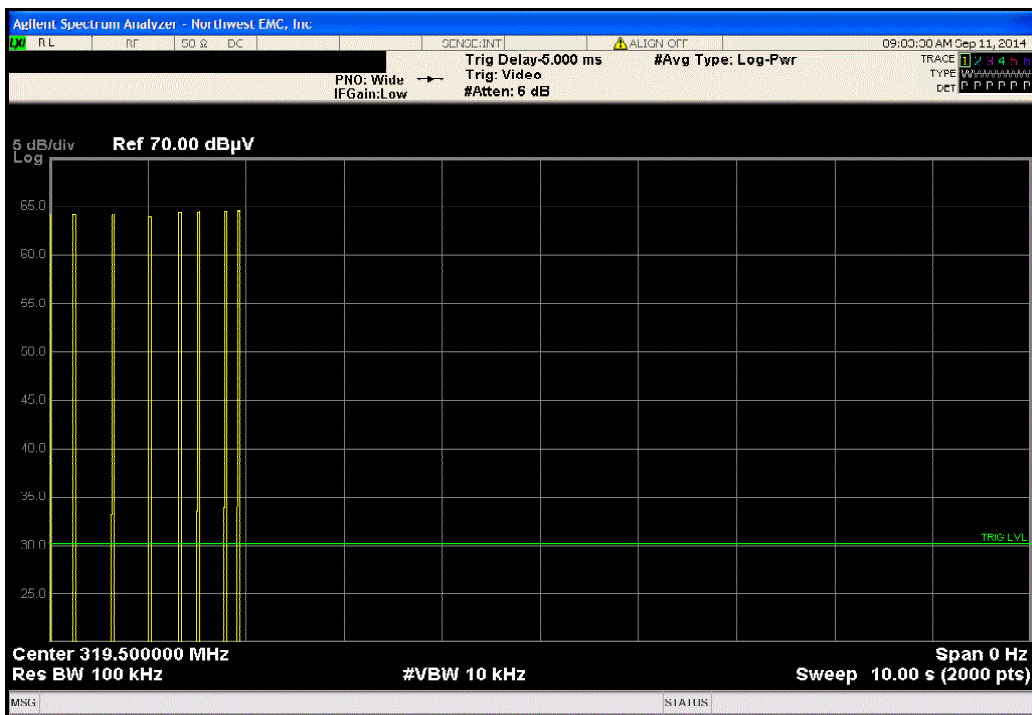 Agilent Spectrum Analyzer - Northwest EMC, Inc
LXI RL RF 50 Ω DC SENSE:INT ALIGN OFF 09:03:00 AM Sep 11, 2014
Trig Delay-5.000 ms #Avg Type: Log-Pwr TRACE 1 2 3 4 5 6
PNO: Wide Trig: Video TYPE WWWWWW
IFGain:Low #Atten: 6 dB DET P P P P P P
5 dB/div Ref 70.00 dBµV
Log
65.0
60.0
55.0
50.0
45.0
40.0
35.0
30.0 TRIG LVL
25.0
Center 319.500000 MHz Span 0 Hz
Res BW 100 kHz #VBW 10 kHz Sweep 10.00 s (2000 pts)
MSG STATUS